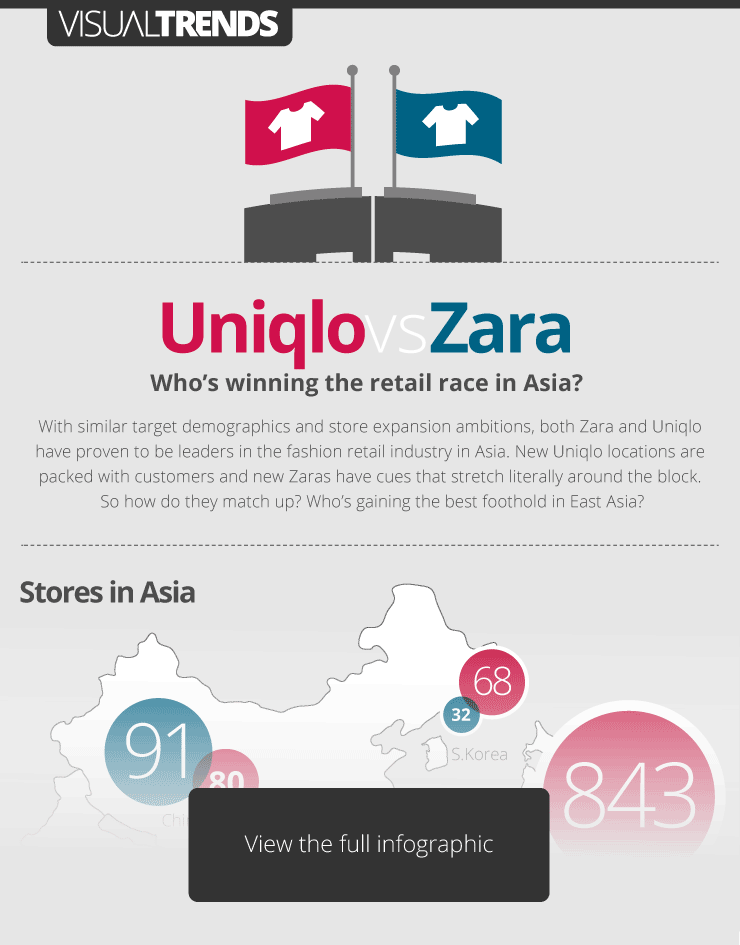 VISUALTRENDS
Uniqlo vs Zara
Who's winning the retail race in Asia?
With similar target demographics and store expansion ambitions, both Zara and Uniqlo
have proven to be leaders in the fashion retail industry in Asia. New Uniqlo locations are
packed with customers and new Zaras have cues that stretch literally around the block.
So how do they match up? Who's gaining the best foothold in East Asia?
Stores in Asia
68
32
S.Korea
91
80
843
View the full infographic